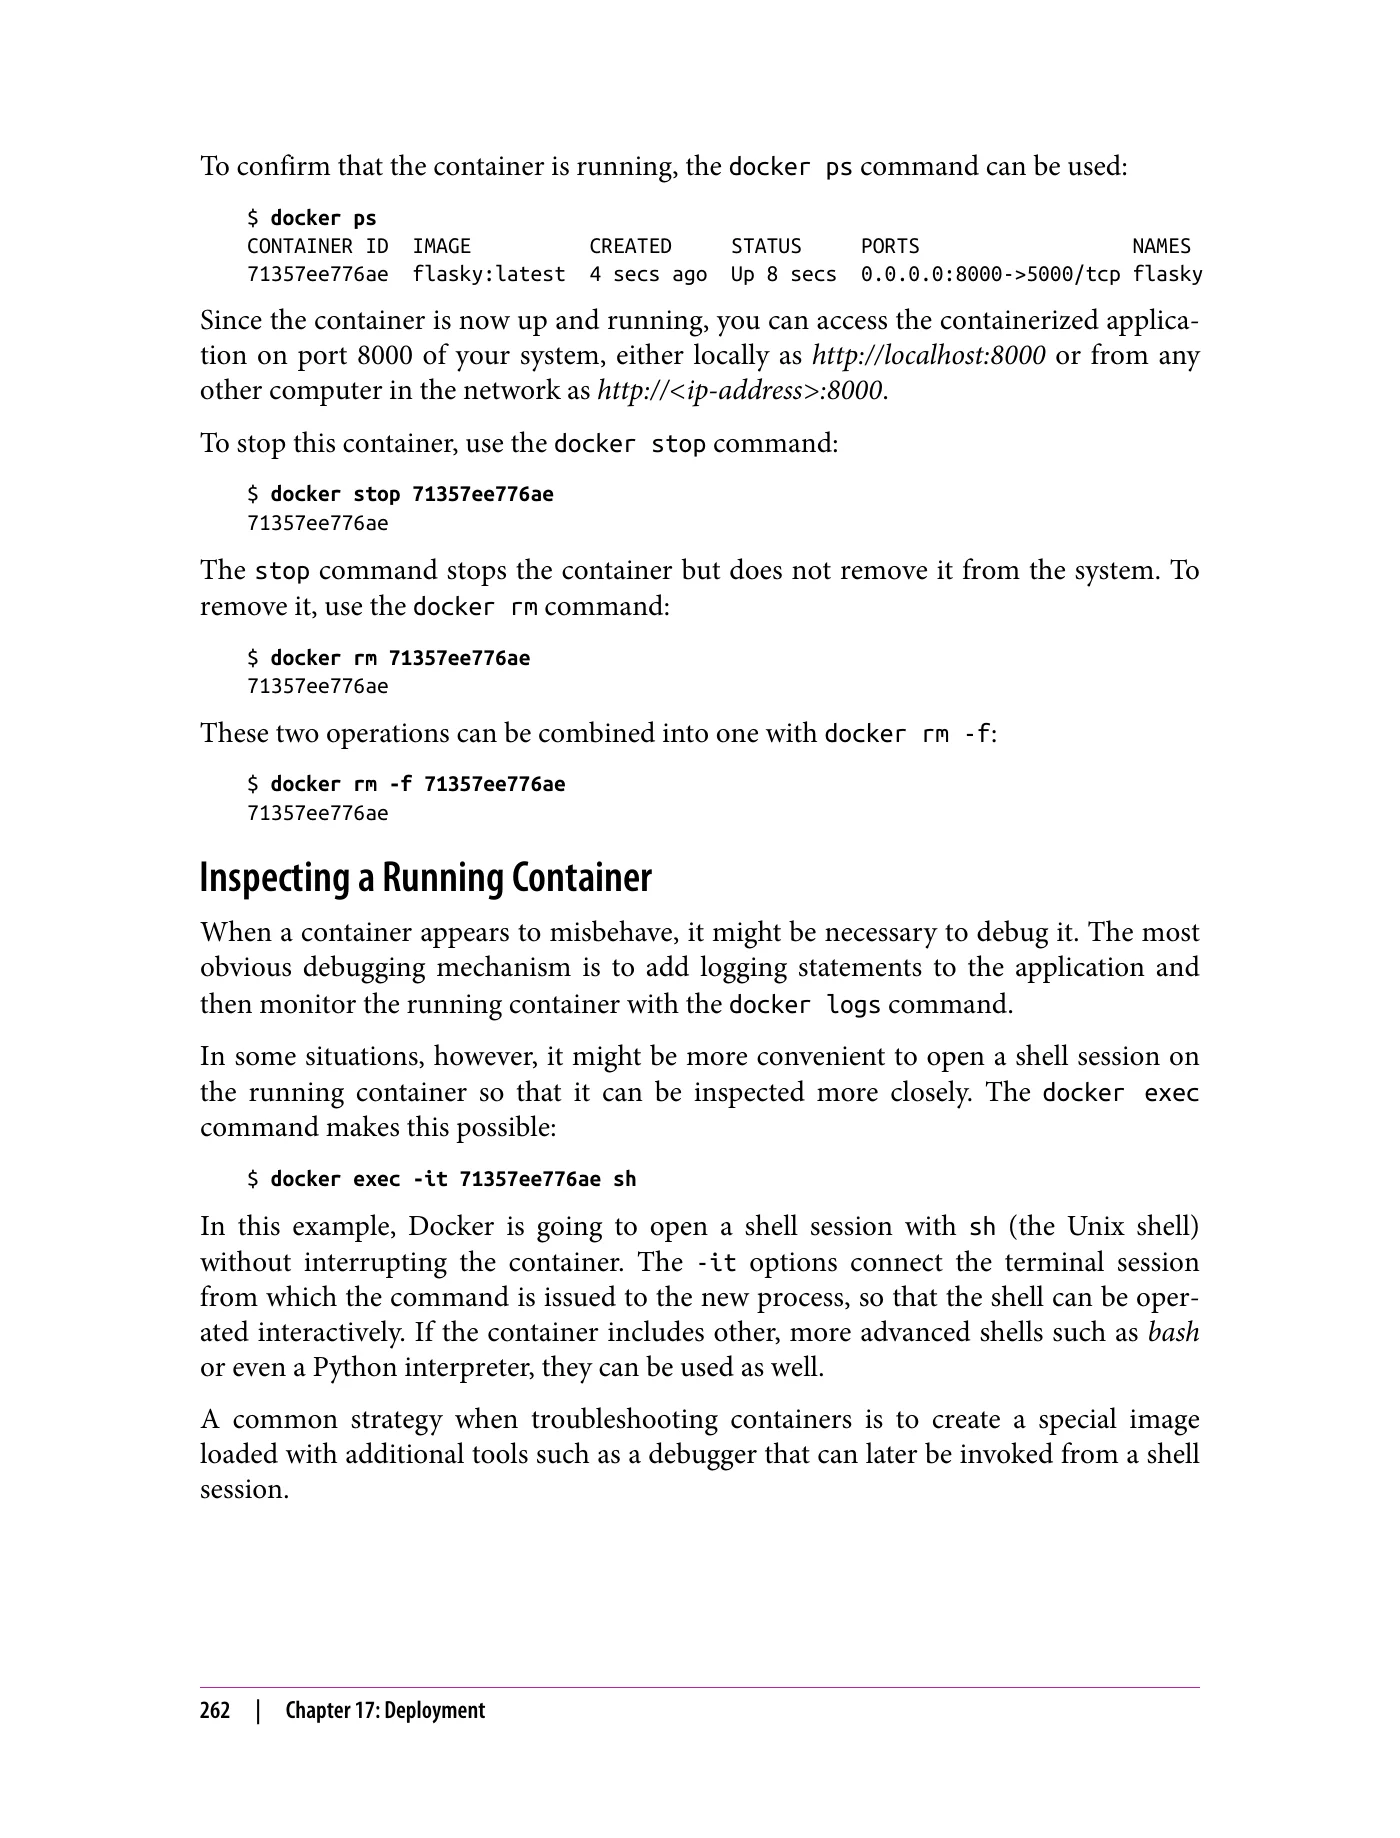 To confirm that the container is running, the docker ps command can be used:
$ docker ps
CONTAINER ID  IMAGE          CREATED     STATUS     PORTS                  NAMES
71357ee776ae  flasky:latest  4 secs ago  Up 8 secs  0.0.0.0:8000->5000/tcp flasky
Since the container is now up and running, you can access the containerized applica-
tion on port 8000 of your system, either locally as http://localhost:8000 or from any
other computer in the network as http://<ip-address>:8000.
To stop this container, use the docker stop command:
$ docker stop 71357ee776ae
71357ee776ae
The stop command stops the container but does not remove it from the system. To
remove it, use the docker rm command:
$ docker rm 71357ee776ae
71357ee776ae
These two operations can be combined into one with docker rm -f:
$ docker rm -f 71357ee776ae
71357ee776ae
Inspecting a Running Container
When a container appears to misbehave, it might be necessary to debug it. The most
obvious debugging mechanism is to add logging statements to the application and
then monitor the running container with the docker logs command.
In some situations, however, it might be more convenient to open a shell session on
the running container so that it can be inspected more closely. The docker exec
command makes this possible:
$ docker exec -it 71357ee776ae sh
In this example, Docker is going to open a shell session with sh (the Unix shell)
without interrupting the container. The -it options connect the terminal session
from which the command is issued to the new process, so that the shell can be oper-
ated interactively. If the container includes other, more advanced shells such as bash
or even a Python interpreter, they can be used as well.
A common strategy when troubleshooting containers is to create a special image
loaded with additional tools such as a debugger that can later be invoked from a shell
session.
262 | Chapter 17: Deployment